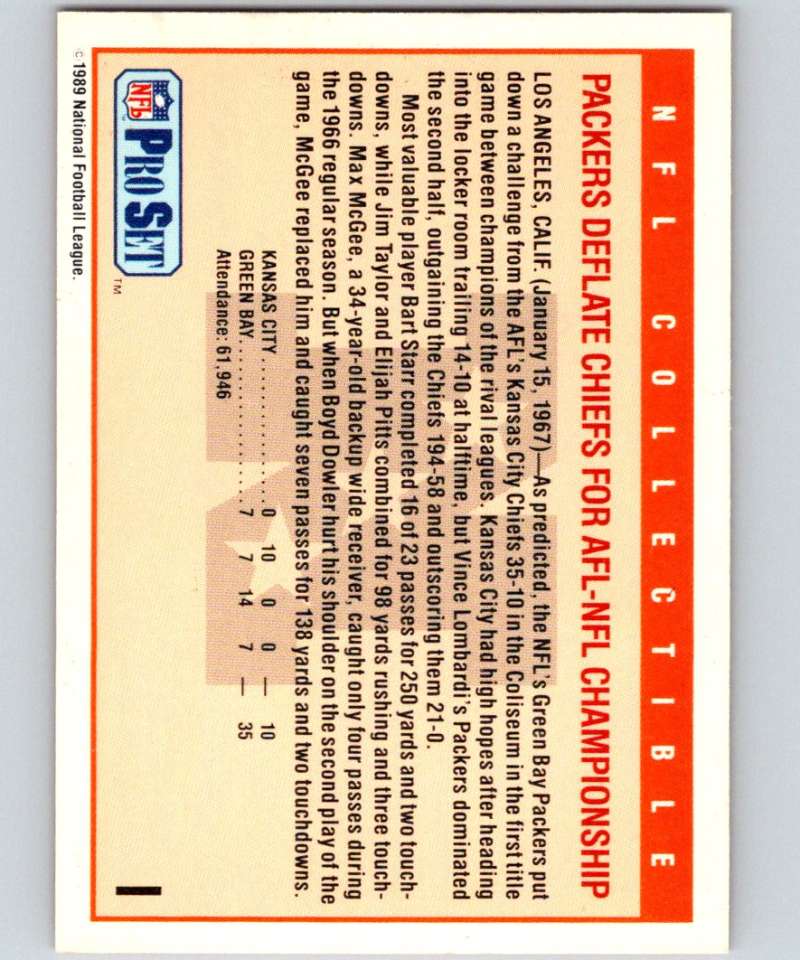 NFL COLLECTIBLE
PACKERS DEFLATE CHIEFS FOR AFL-NFL CHAMPIONSHIP
LOS ANGELES, CALIF. (January 15, 1967)—As predicted, the NFL's Green Bay Packers put
down a challenge from the AFL's Kansas City Chiefs 35-10 in the Coliseum in the first title
game between champions of the rival leagues. Kansas City had high hopes after heading
into the locker room trailing 14-10 at halftime, but Vince Lombardi's Packers dominated
the second half, outgaining the Chiefs 194-58 and outscoring them 21-0.
Most valuable player Bart Starr completed 16 of 23 passes for 250 yards and two touch-
downs, while Jim Taylor and Elijah Pitts combined for 98 yards rushing and three touch-
downs. Max McGee, a 34-year-old backup wide receiver, caught only four passes during
the 1966 regular season. But when Boyd Dowler hurt his shoulder on the second play of the
game, McGee replaced him and caught seven passes for 138 yards and two touchdowns.
KANSAS CITY..................0 10 0 0 — 10
GREEN BAY....................7 7 14 7 — 35
Attendance: 61,946
NFL PRO SET ™
I
© 1989 National Football League.